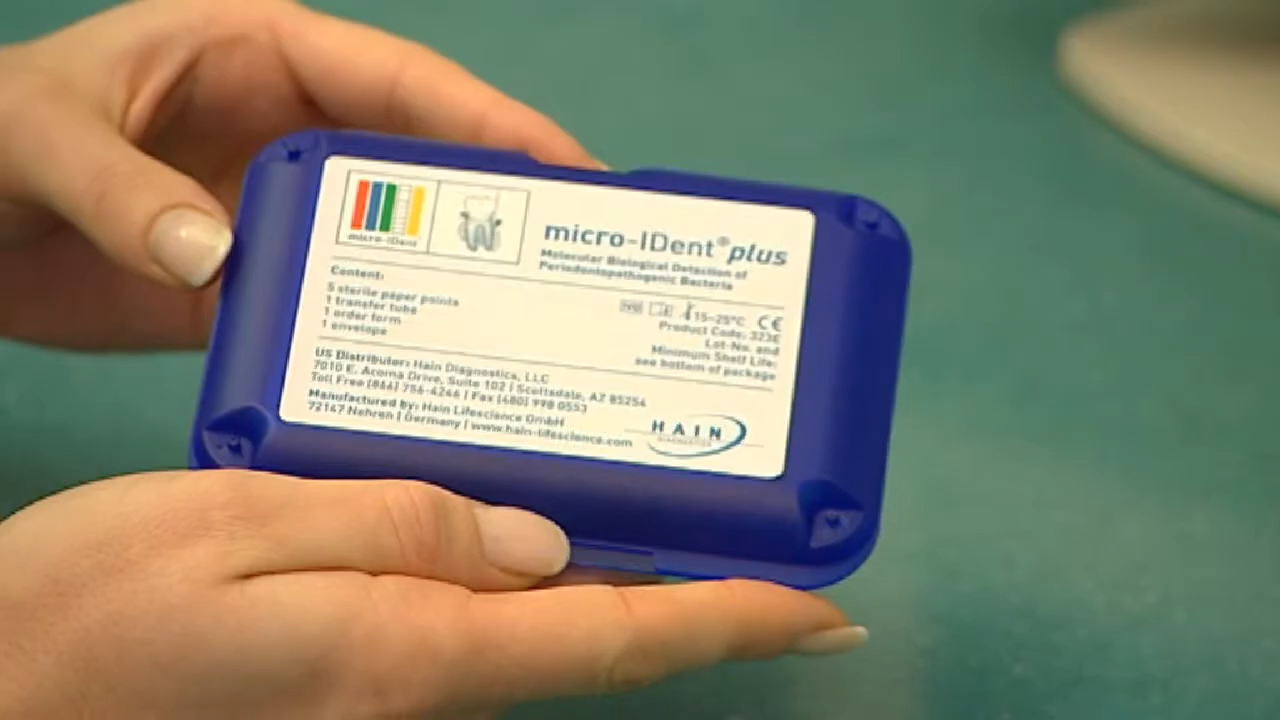 micro-IDent
micro-IDent® plus
Molecular Biological Detection of
Periodontopathogenic Bacteria
Content:
5 sterile paper points
1 transfer tube
1 order form
1 envelope
IVD
15-25°C CE
Product Code: 323E
Lot-No. and
Minimum Shelf Life:
see bottom of package
US Distributor: Hain Diagnostics, LLC
7010 E. Acoma Drive, Suite 102 | Scottsdale, AZ 85254
Toll Free (866) 756-4246 | Fax (480) 998 0553
Manufactured by: Hain Lifescience GmbH
72147 Nehren | Germany | www.hain-lifescience.com
HAIN
DIAGNOSTICS